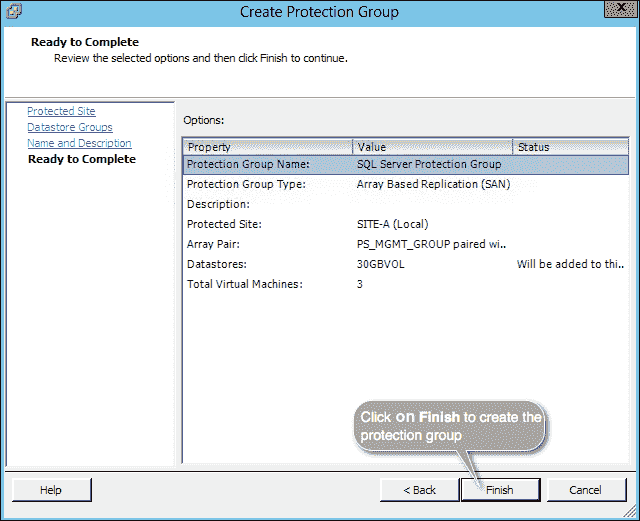 Create Protection Group
X
Ready to Complete
Review the selected options and then click Finish to continue.
Protected Site
Datastore Groups
Name and Description
Ready to Complete
Options:
Property Value Status
Protection Group Name: SQL Server Protection Group
Protection Group Type: Array Based Replication (SAN)
Description:
Protected Site: SITE-A (Local)
Array Pair: PS_MGMT_GROUP paired wi..
Datastores: 30GBVOL Will be added to thi..
Total Virtual Machines: 3
Click on Finish to create the
protection group
Help < Back Finish Cancel